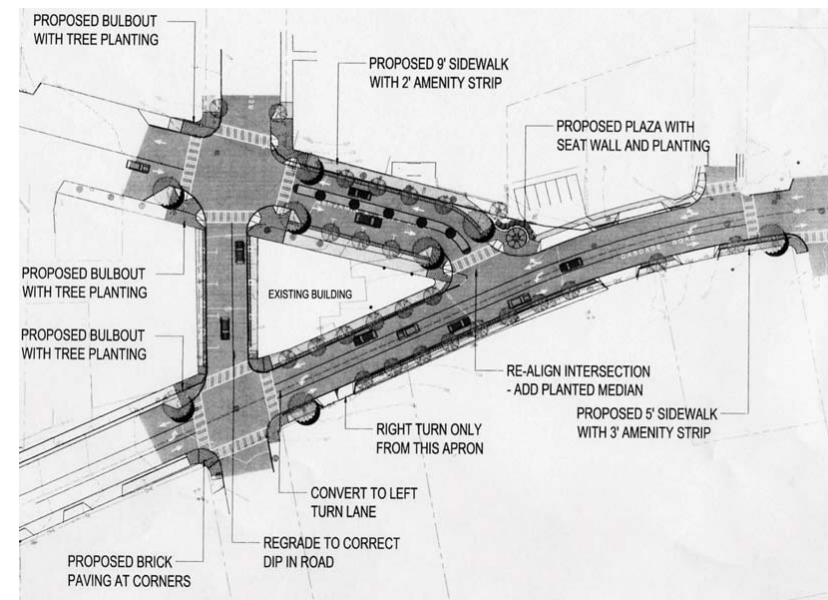 PROPOSED BULBOUT
WITH TREE PLANTING
PROPOSED 9' SIDEWALK
WITH 2' AMENITY STRIP
PROPOSED PLAZA WITH
SEAT WALL AND PLANTING
PROPOSED BULBOUT
WITH TREE PLANTING
EXISTING BUILDING
PROPOSED BULBOUT
WITH TREE PLANTING
RE-ALIGN INTERSECTION
- ADD PLANTED MEDIAN
PROPOSED 5' SIDEWALK
WITH 3' AMENITY STRIP
RIGHT TURN ONLY
FROM THIS APRON
CONVERT TO LEFT
TURN LANE
REGRADE TO CORRECT
DIP IN ROAD
PROPOSED BRICK
PAVING AT CORNERS